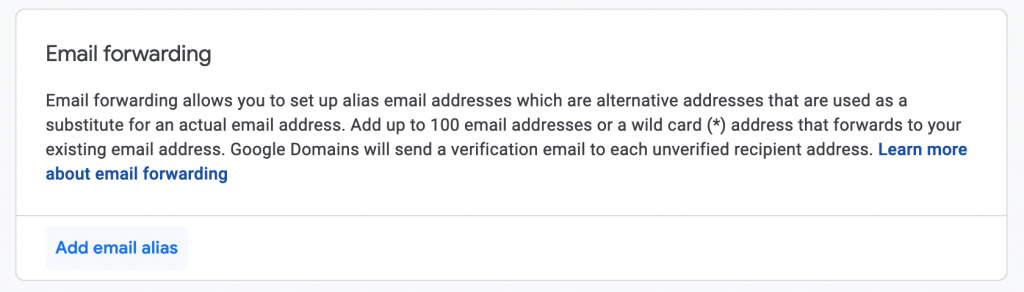 Email forwarding
Email forwarding allows you to set up alias email addresses which are alternative addresses that are used as a
substitute for an actual email address. Add up to 100 email addresses or a wild card (*) address that forwards to your
existing email address. Google Domains will send a verification email to each unverified recipient address. Learn more
about email forwarding
Add email alias